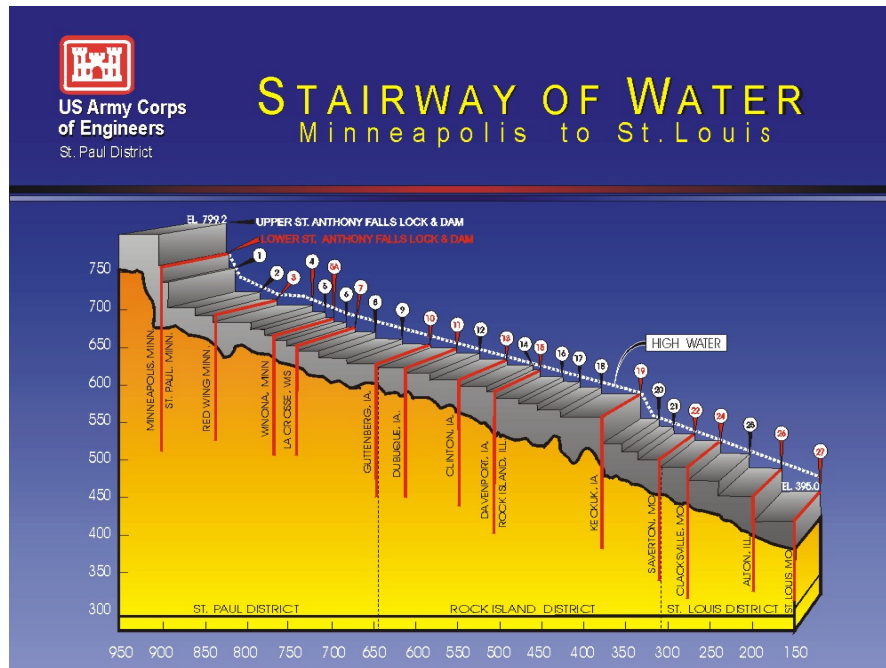 US Army Corps
of Engineers
St. Paul District
STAIRWAY OF WATER
Minneapolis to St. Louis
EL 799.2
UPPER ST. ANTHONY FALLS LOCK & DAM
LOWER ST. ANTHONY FALLS LOCK & DAM
1
2
3
4
5
5A
6
7
8
9
10
11
12
13
14
15
16
17
18
19
20
21
22
24
25
26
27
HIGH WATER
EL 395.0
750
700
650
600
550
500
450
400
350
300
MINNEAPOLIS, MINN.
ST. PAUL, MINN.
RED WING MINN.
WINONA, MINN.
LA CROSSE, WIS
GUTTENBERG, IA.
DUBUQUE, IA.
CLINTON, IA.
DAVENPORT, IA.
ROCK ISLAND, ILL.
KECKUK, IA
SAVERTON, MO.
CLACKSVILLE, MO.
ALTON, ILL.
ST. LOUIS, MO.
ST. PAUL DISTRICT
ROCK ISLAND DISTRICT
ST. LOUIS DISTRICT
950 900 850 800 750 700 650 600 550 500 450 400 350 300 250 200 150